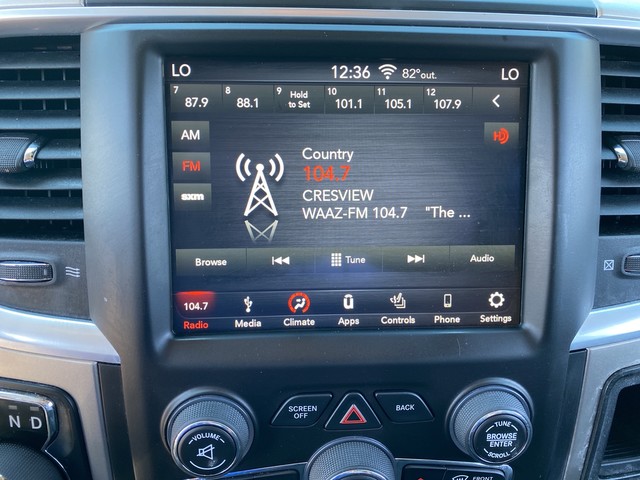 LO 12:36 82° out. LO
7 87.9 8 88.1 9 Hold to Set 10 101.1 11 105.1 12 107.9
AM
FM
sxm
HD
Country
104.7
CRESVIEW
WAAZ-FM 104.7 "The ...
Browse Tune Audio
104.7
Radio Media Climate Apps Controls Phone Settings
N D
SCREEN OFF
BACK
VOLUME
TUNE
BROWSE
ENTER
SCROLL
FRONT